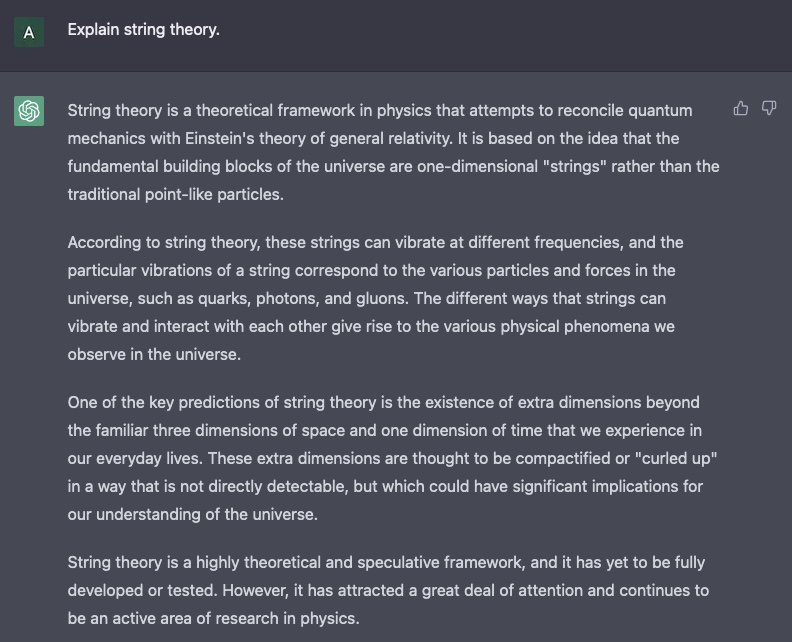 A
Explain string theory.
String theory is a theoretical framework in physics that attempts to reconcile quantum
mechanics with Einstein's theory of general relativity. It is based on the idea that the
fundamental building blocks of the universe are one-dimensional "strings" rather than the
traditional point-like particles.
According to string theory, these strings can vibrate at different frequencies, and the
particular vibrations of a string correspond to the various particles and forces in the
universe, such as quarks, photons, and gluons. The different ways that strings can
vibrate and interact with each other give rise to the various physical phenomena we
observe in the universe.
One of the key predictions of string theory is the existence of extra dimensions beyond
the familiar three dimensions of space and one dimension of time that we experience in
our everyday lives. These extra dimensions are thought to be compactified or "curled up"
in a way that is not directly detectable, but which could have significant implications for
our understanding of the universe.
String theory is a highly theoretical and speculative framework, and it has yet to be fully
developed or tested. However, it has attracted a great deal of attention and continues to
be an active area of research in physics.